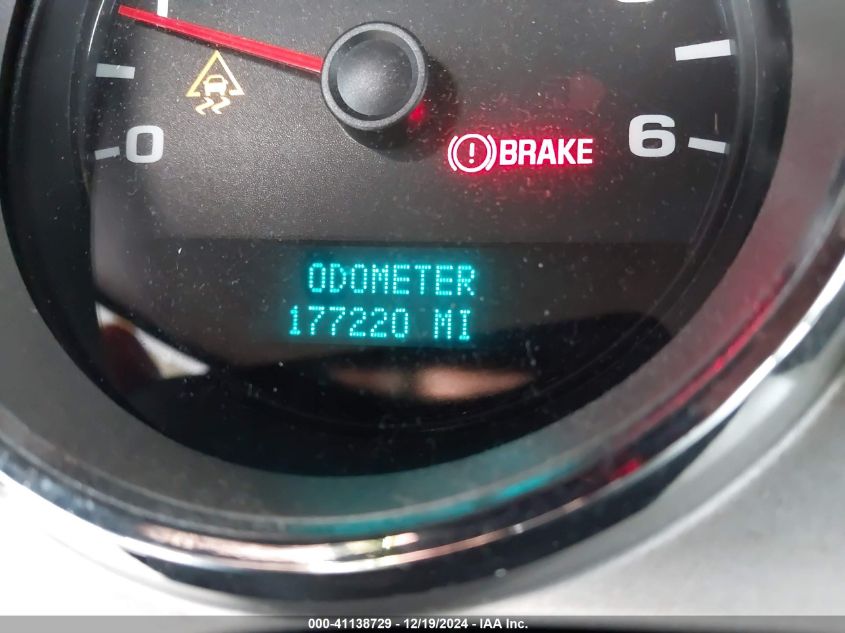 0
6
BRAKE
ODOMETER
177220 MI
000-41138729 - 12/19/2024 - IAA Inc.